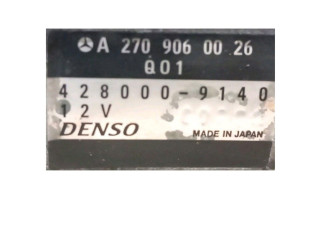 A 270 906 00 26
Q01
428000-9140
12V
DENSO
MADE IN JAPAN